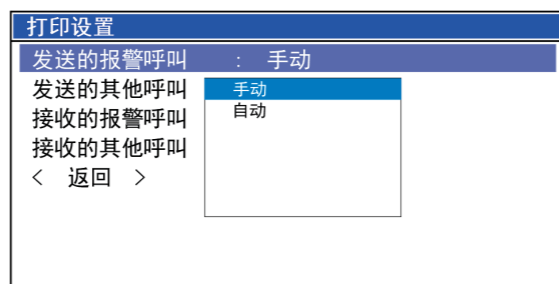 打印设置
发送的报警呼叫 : 手动
发送的其他呼叫
手动
自动
接收的报警呼叫
接收的其他呼叫
< 返回 >